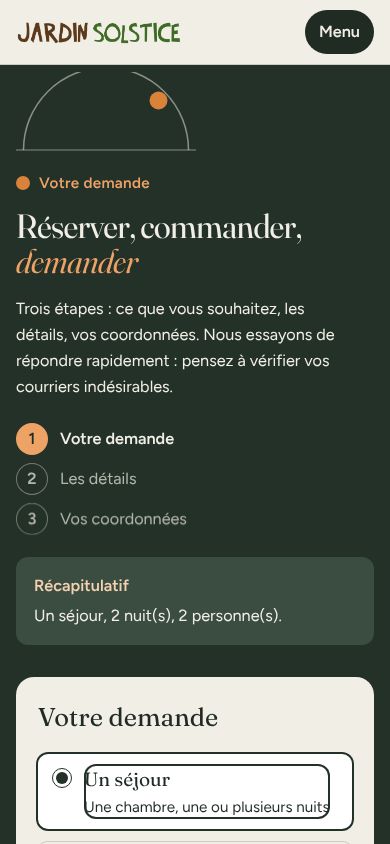 JARDIN SOLSTICE
Menu
Votre demande
Réserver, commander,
demander
Trois étapes : ce que vous souhaitez, les
détails, vos coordonnées. Nous essayons de
répondre rapidement : pensez à vérifier vos
courriers indésirables.
1 Votre demande
2 Les détails
3 Vos coordonnées
Récapitulatif
Un séjour, 2 nuit(s), 2 personne(s).
Votre demande
Un séjour
Une chambre, une ou plusieurs nuits